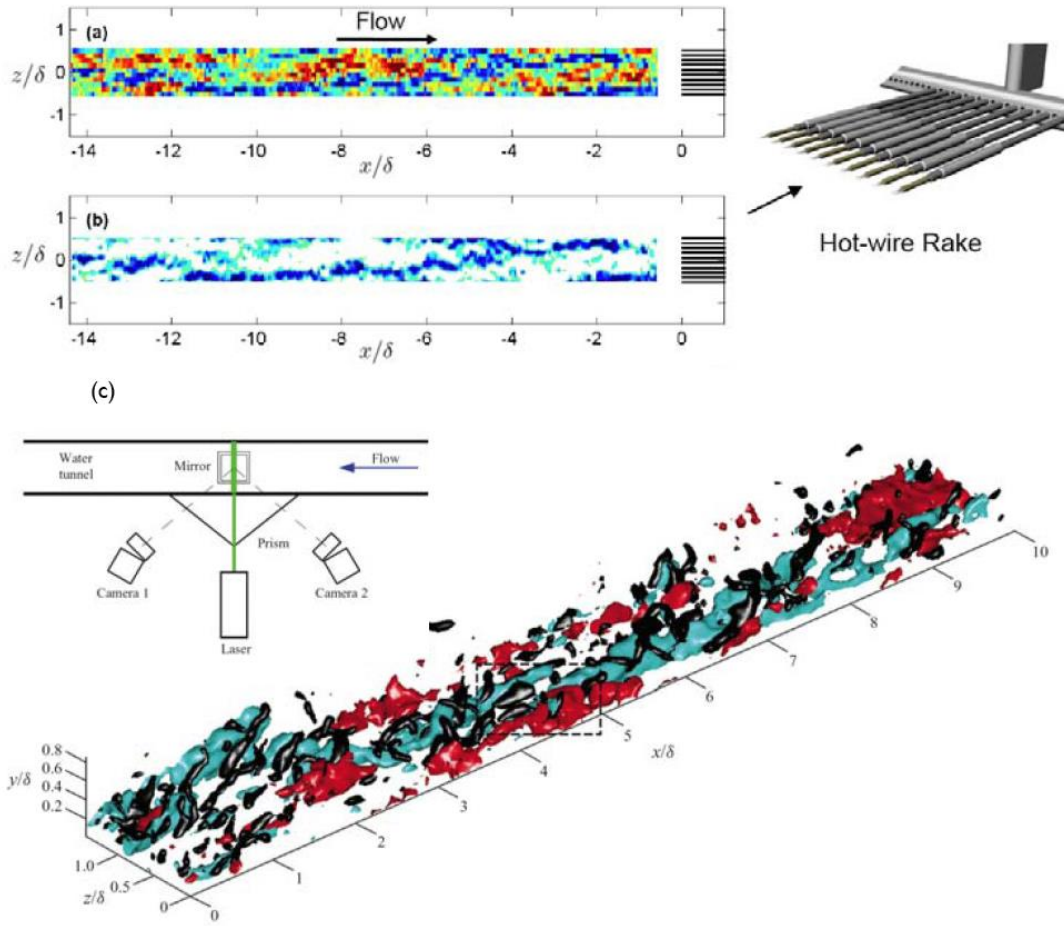 (a)
Flow
z/δ
1
0
-1
-14
-12
-10
-8
-6
-4
-2
0
x/δ
(b)
z/δ
1
0
-1
-14
-12
-10
-8
-6
-4
-2
0
x/δ
Hot-wire Rake
(c)
Water
tunnel
Mirror
Flow
Prism
Camera 1
Camera 2
Laser
y/δ
0.8
0.6
0.4
0.2
1.0
0.5
0
z/δ
0
1
2
3
4
5
6
7
8
9
10
x/δ